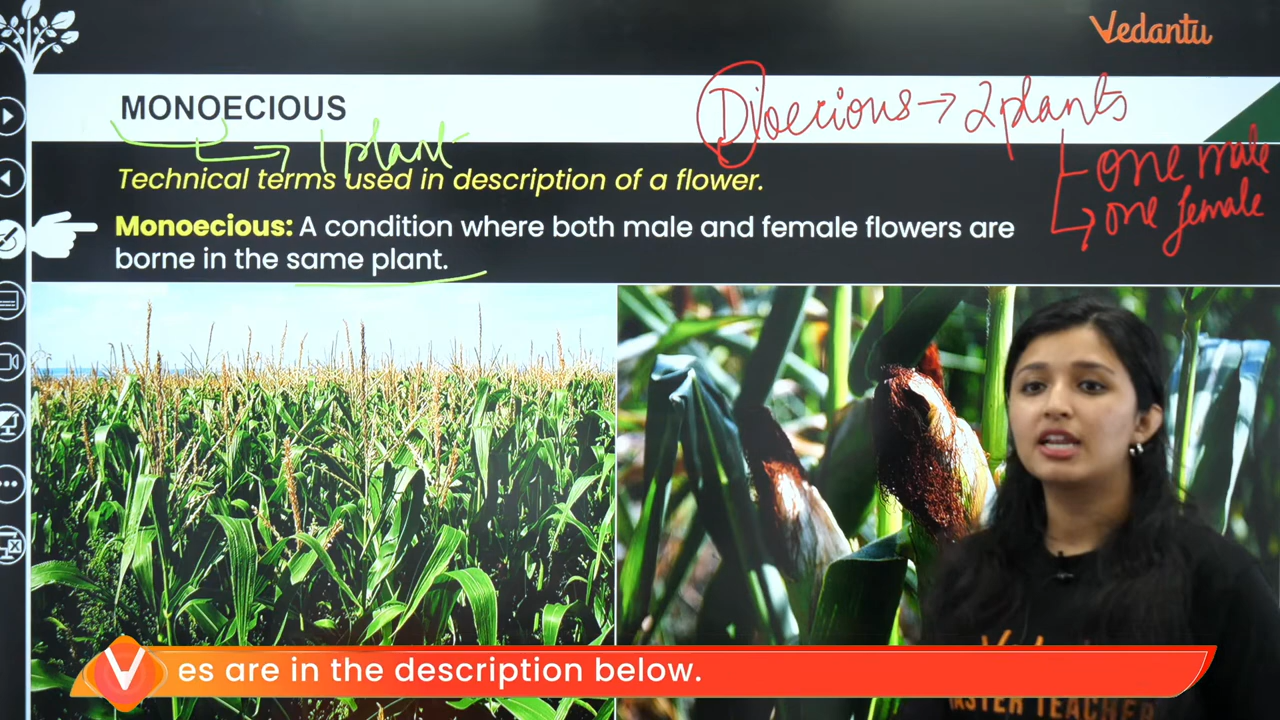 Vedantu
MONOECIOUS
Dioecious → 2 plants
→ 1 plant
one male
→ one female
Technical terms used in description of a flower.
Monoecious: A condition where both male and female flowers are
borne in the same plant.
es are in the description below.
MASTER TEACHER